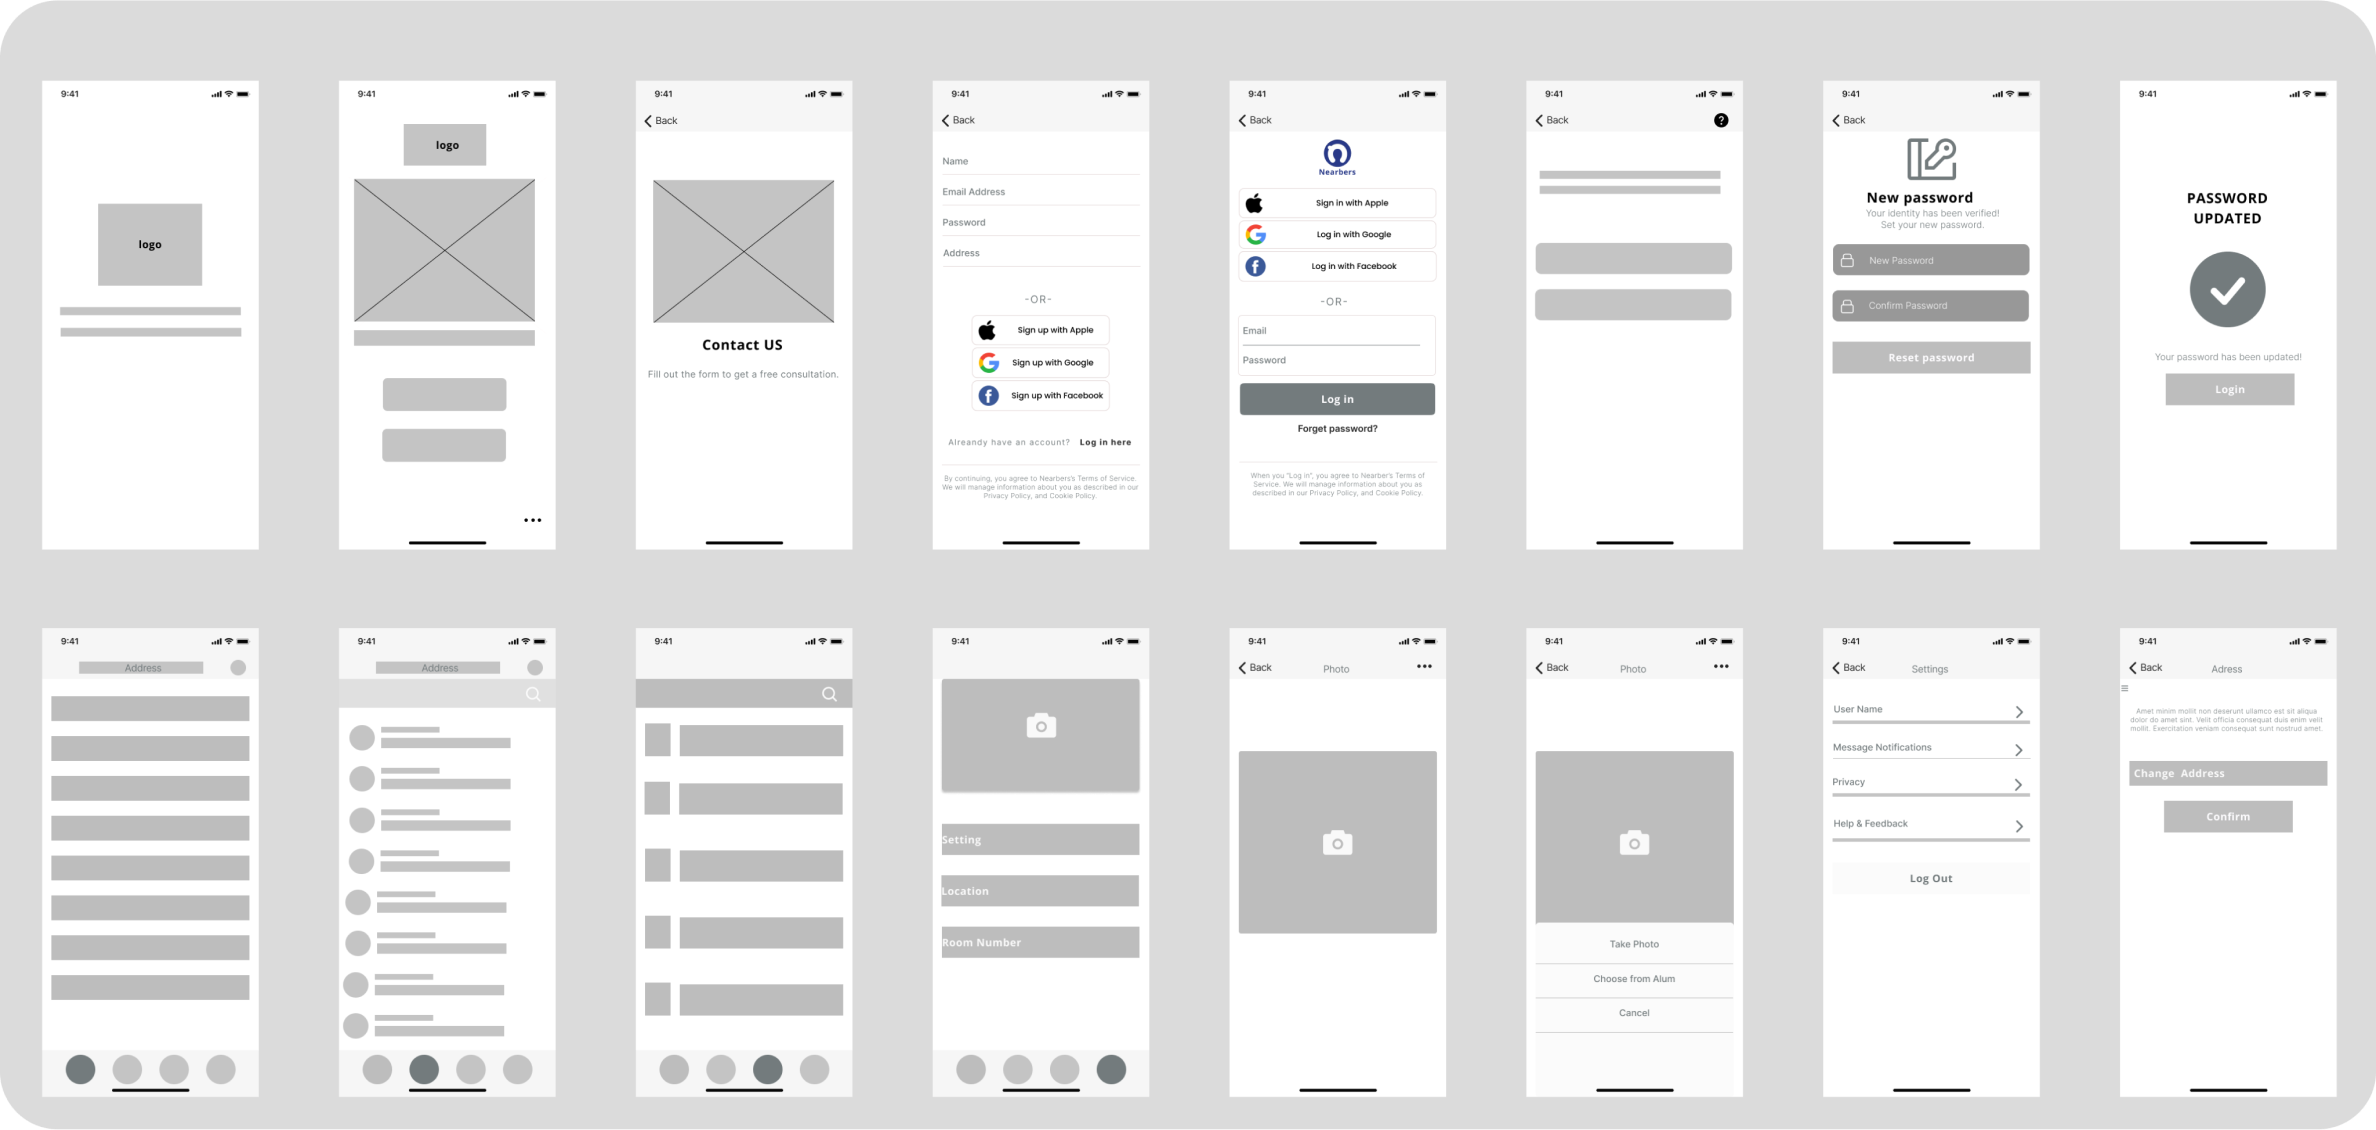 9:41
logo
9:41
logo
9:41
Back
Contact US
Fill out the form to get a free consultation.
9:41
Back
Name
Email Address
Password
Address
-OR-
Sign up with Apple
Sign up with Google
Sign up with Facebook
Alreandy have an account? Log in here
By continuing, you agree to Nearbers's Terms of Service.
We will manage information about you as described in our
Privacy Policy, and Cookie Policy.
9:41
Back
Nearbers
Sign in with Apple
Log in with Google
Log in with Facebook
-OR-
Email
Password
Log in
Forget password?
When you "Log in", you agree to Nearber's Terms of
Service. We will manage information about you as
described in our Privacy Policy, and Cookie Policy.
9:41
Back
?
9:41
Back
New password
Your identity has been verified!
Set your new password.
New Password
Confirm Password
Reset password
9:41
PASSWORD
UPDATED
Your password has been updated!
Login
9:41
Address
9:41
Address
9:41
9:41
Setting
Location
Room Number
9:41
Back
Photo
9:41
Back
Photo
Take Photo
Choose from Alum
Cancel
9:41
Back
Settings
User Name
Message Notifications
Privacy
Help & Feedback
Log Out
9:41
Back
Adress
Amet minim mollit non deserunt ullamco est sit aliqua
dolor do amet sint. Velit officia consequat duis enim velit
mollit. Exercitation veniam consequat sunt nostrud amet.
Change Address
Confirm